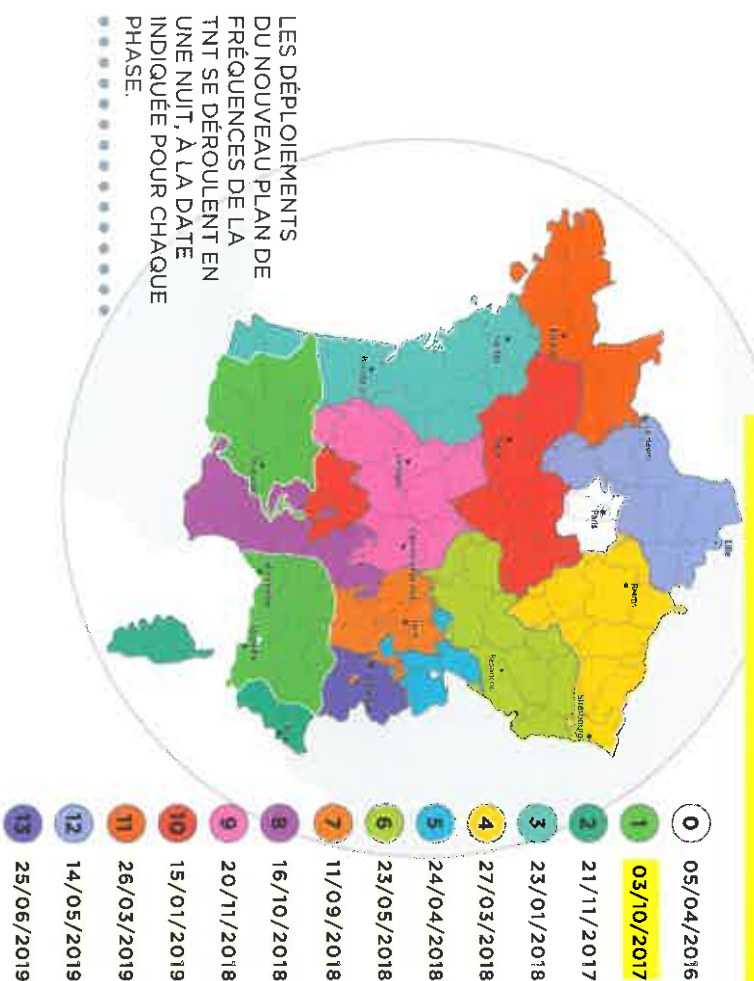 LES DÉPLOIEMENTS
DU NOUVEAU PLAN DE
FRÉQUENCES DE LA
TNT SE DÉROULENT EN
UNE NUIT, À LA DATE
INDIQUÉE POUR CHAQUE
PHASE.
Lille
Le Havre
Reims
Paris
Strasbourg
Besançon
0 05/04/2016
1 03/10/2017
2 21/11/2017
3 23/01/2018
4 27/03/2018
5 24/04/2018
6 23/05/2018
7 11/09/2018
8 16/10/2018
9 20/11/2018
10 15/01/2019
11 26/03/2019
12 14/05/2019
13 25/06/2019